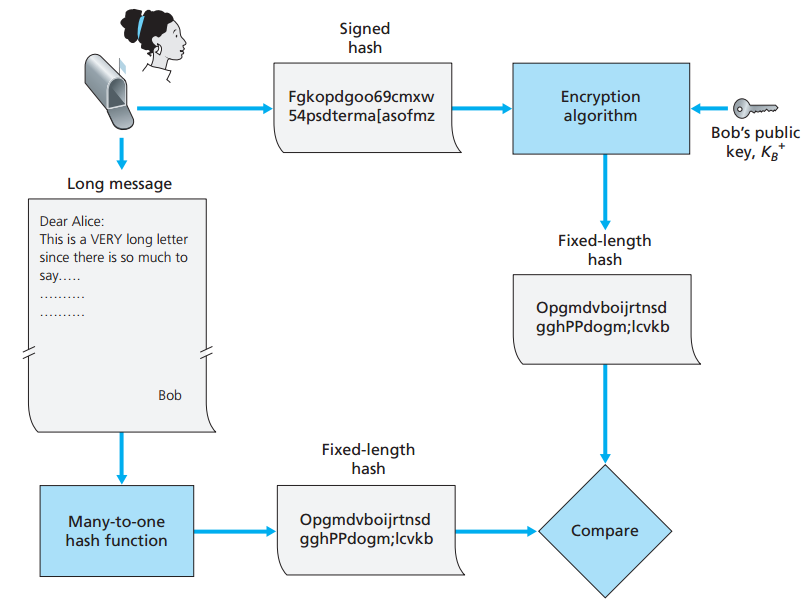 Signed
hash
Fgkopdgoo69cmxw
54psdterma[asofmz
Encryption
algorithm
Bob's public
key, K_B^+
Long message
Dear Alice:
This is a VERY long letter
since there is so much to
say.....
..........
..........
Bob
Fixed-length
hash
Opgmdvboijrtnsd
gghPPdogm;lcvkb
Many-to-one
hash function
Fixed-length
hash
Opgmdvboijrtnsd
gghPPdogm;lcvkb
Compare